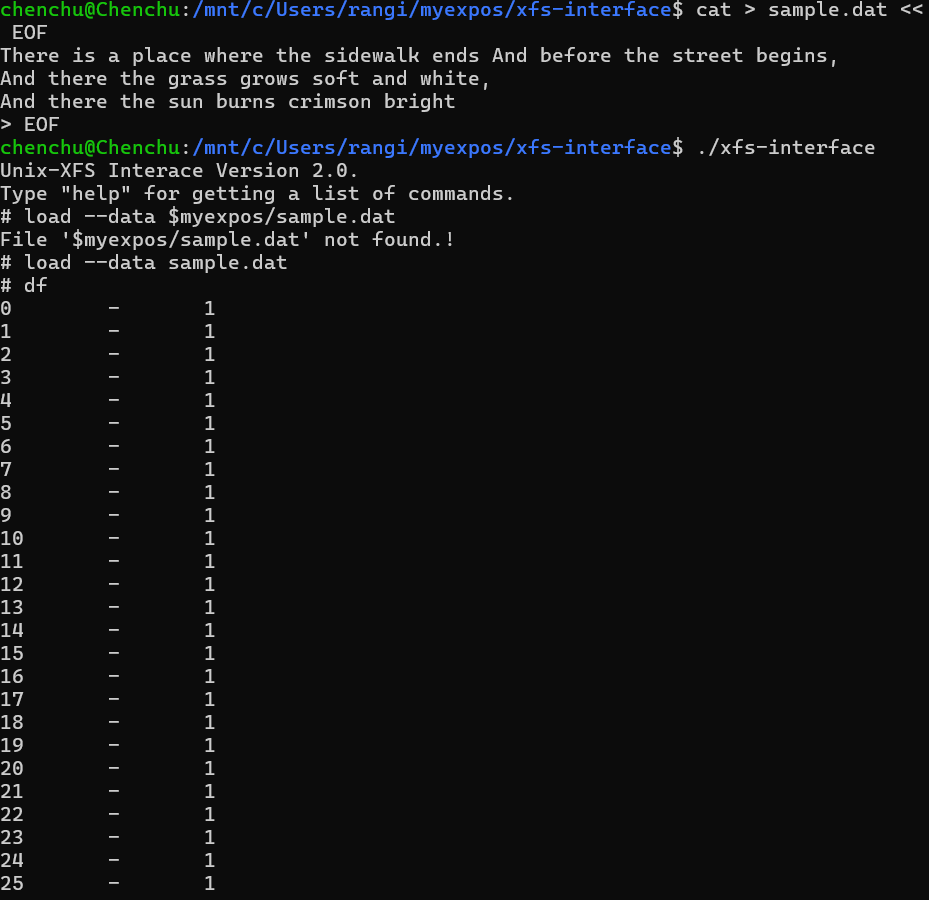 chenchu@Chenchu:/mnt/c/Users/rangi/myexpos/xfs-interface$ cat > sample.dat <<
 EOF
There is a place where the sidewalk ends And before the street begins,
And there the grass grows soft and white,
And there the sun burns crimson bright
> EOF
chenchu@Chenchu:/mnt/c/Users/rangi/myexpos/xfs-interface$ ./xfs-interface
Unix-XFS Interace Version 2.0.
Type "help" for getting a list of commands.
# load --data $myexpos/sample.dat
File '$myexpos/sample.dat' not found.!
# load --data sample.dat
# df
0 - 1
1 - 1
2 - 1
3 - 1
4 - 1
5 - 1
6 - 1
7 - 1
8 - 1
9 - 1
10 - 1
11 - 1
12 - 1
13 - 1
14 - 1
15 - 1
16 - 1
17 - 1
18 - 1
19 - 1
20 - 1
21 - 1
22 - 1
23 - 1
24 - 1
25 - 1